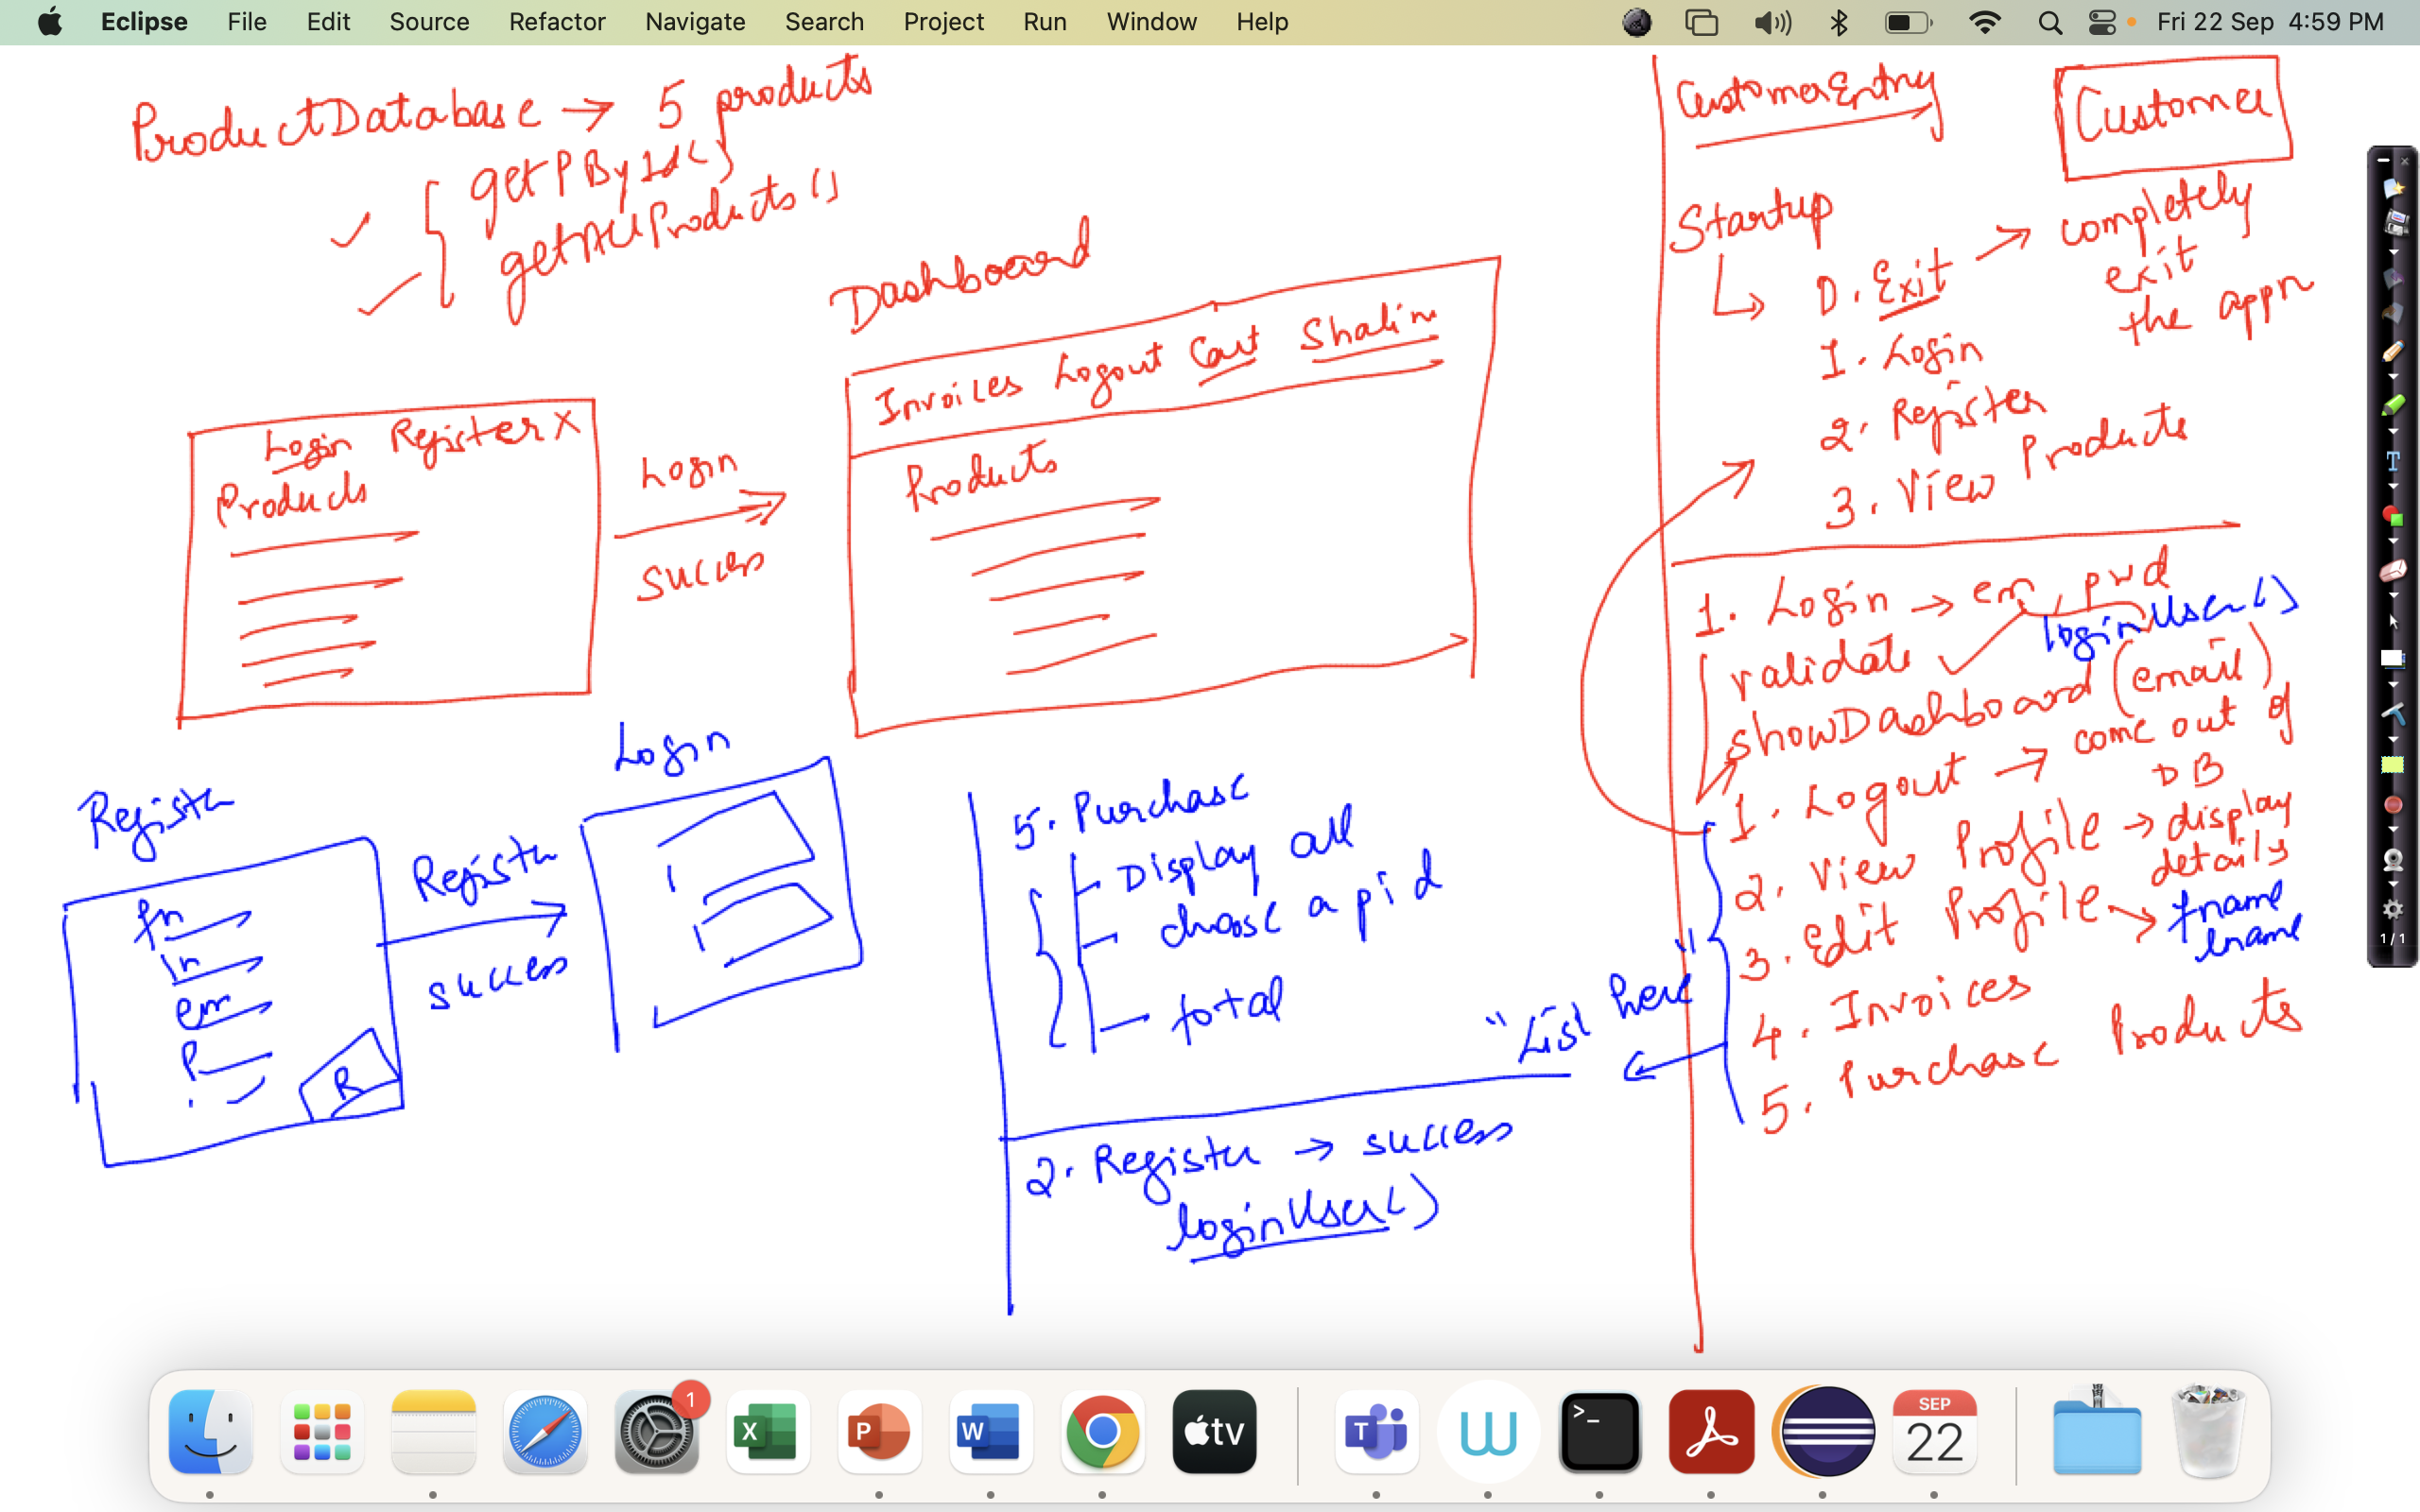 Eclipse File Edit Source Refactor Navigate Search Project Run Window Help Fri 22 Sep 4:59 PM
ProductDatabase → 5 products
getPById()
getAllProducts()
Dashboard
Invoices Logout Cart Shalin
Products
Login Register X
Products
Login
success
Register
fn
ln
em
P
R
Register
success
Login
5. Purchase
Display all
choose a pid
total
"List here"
2. Register → success
loginUser()
CustomerEntry
Customer
Startup
0. Exit → completely
exit
the appn
1. Login
2. Register
3. View Products
1. Login → em, pwd
loginUser()
validate
showDashboard(email)
1. Logout → come out of
DB
2. View Profile → display
details
3. Edit Profile → fname
lname
4. Invoices
5. Purchase Products
T
1/1
1
X
P
W
tv
T
W
>_
SEP
22